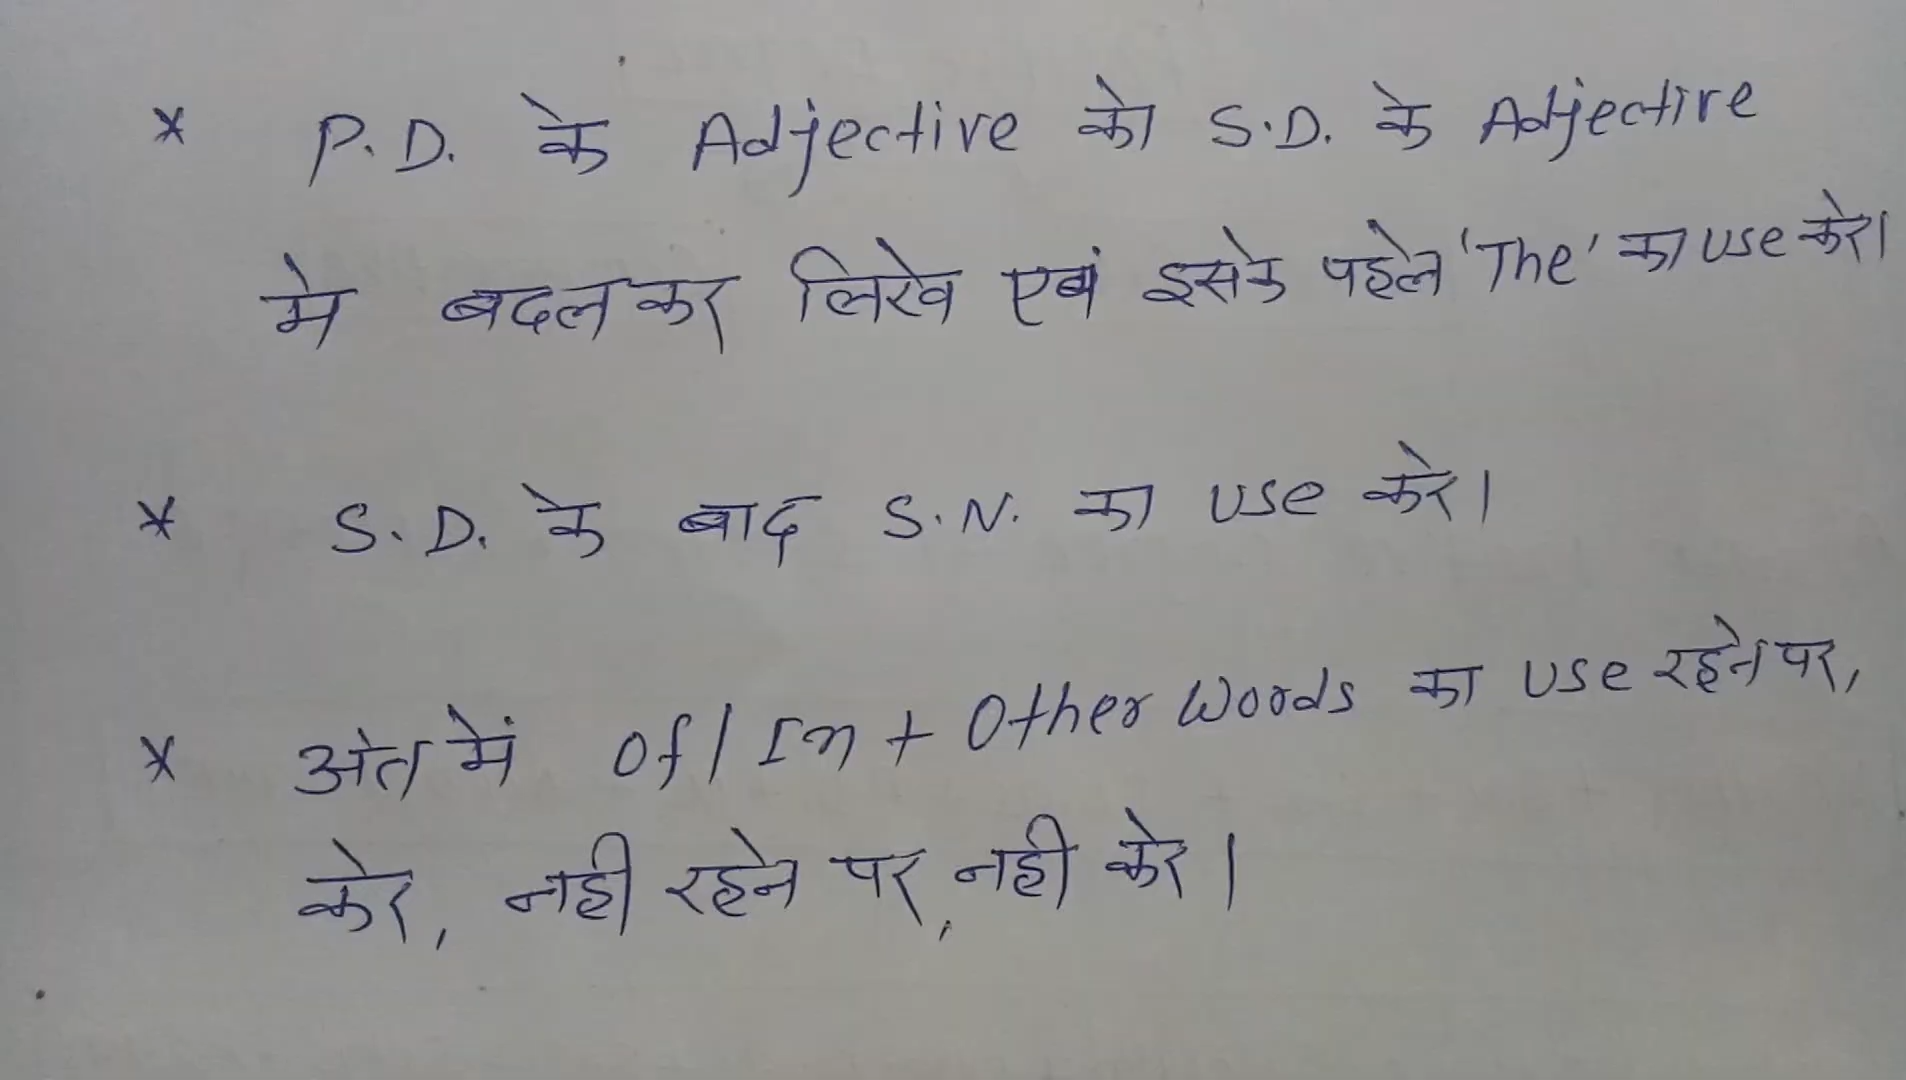 * P.D. के Adjective को S.D. के Adjective
मे बदलकर लिखे एवं इसके पहले 'The' का use करे।
* S.D. के बाद S.N. का use करे।
* अंत में Of / In + Other Words का use रहने पर,
करे, नही रहने पर, नही करे।